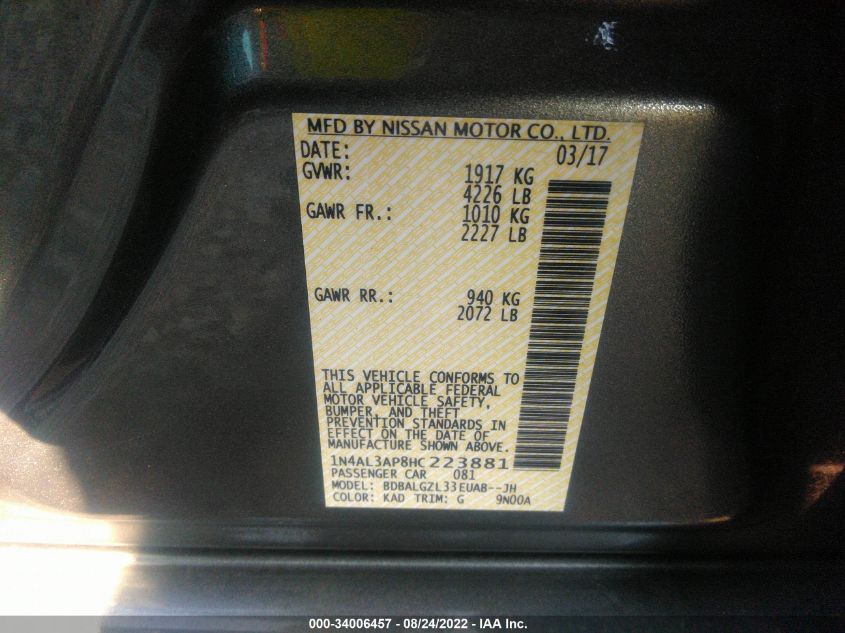 MFD BY NISSAN MOTOR CO., LTD.
DATE: 03/17
GVWR: 1917 KG
4226 LB
GAWR FR.: 1010 KG
2227 LB
GAWR RR.: 940 KG
2072 LB
THIS VEHICLE CONFORMS TO
ALL APPLICABLE FEDERAL
MOTOR VEHICLE SAFETY,
BUMPER, AND THEFT
PREVENTION STANDARDS IN
EFFECT ON THE DATE OF
MANUFACTURE SHOWN ABOVE.
1N4AL3AP8HC223881
PASSENGER CAR 081
MODEL: BDBALGZL33EUAB--JH
COLOR: KAD TRIM: G 9N00A
000-34006457 - 08/24/2022 - IAA Inc.